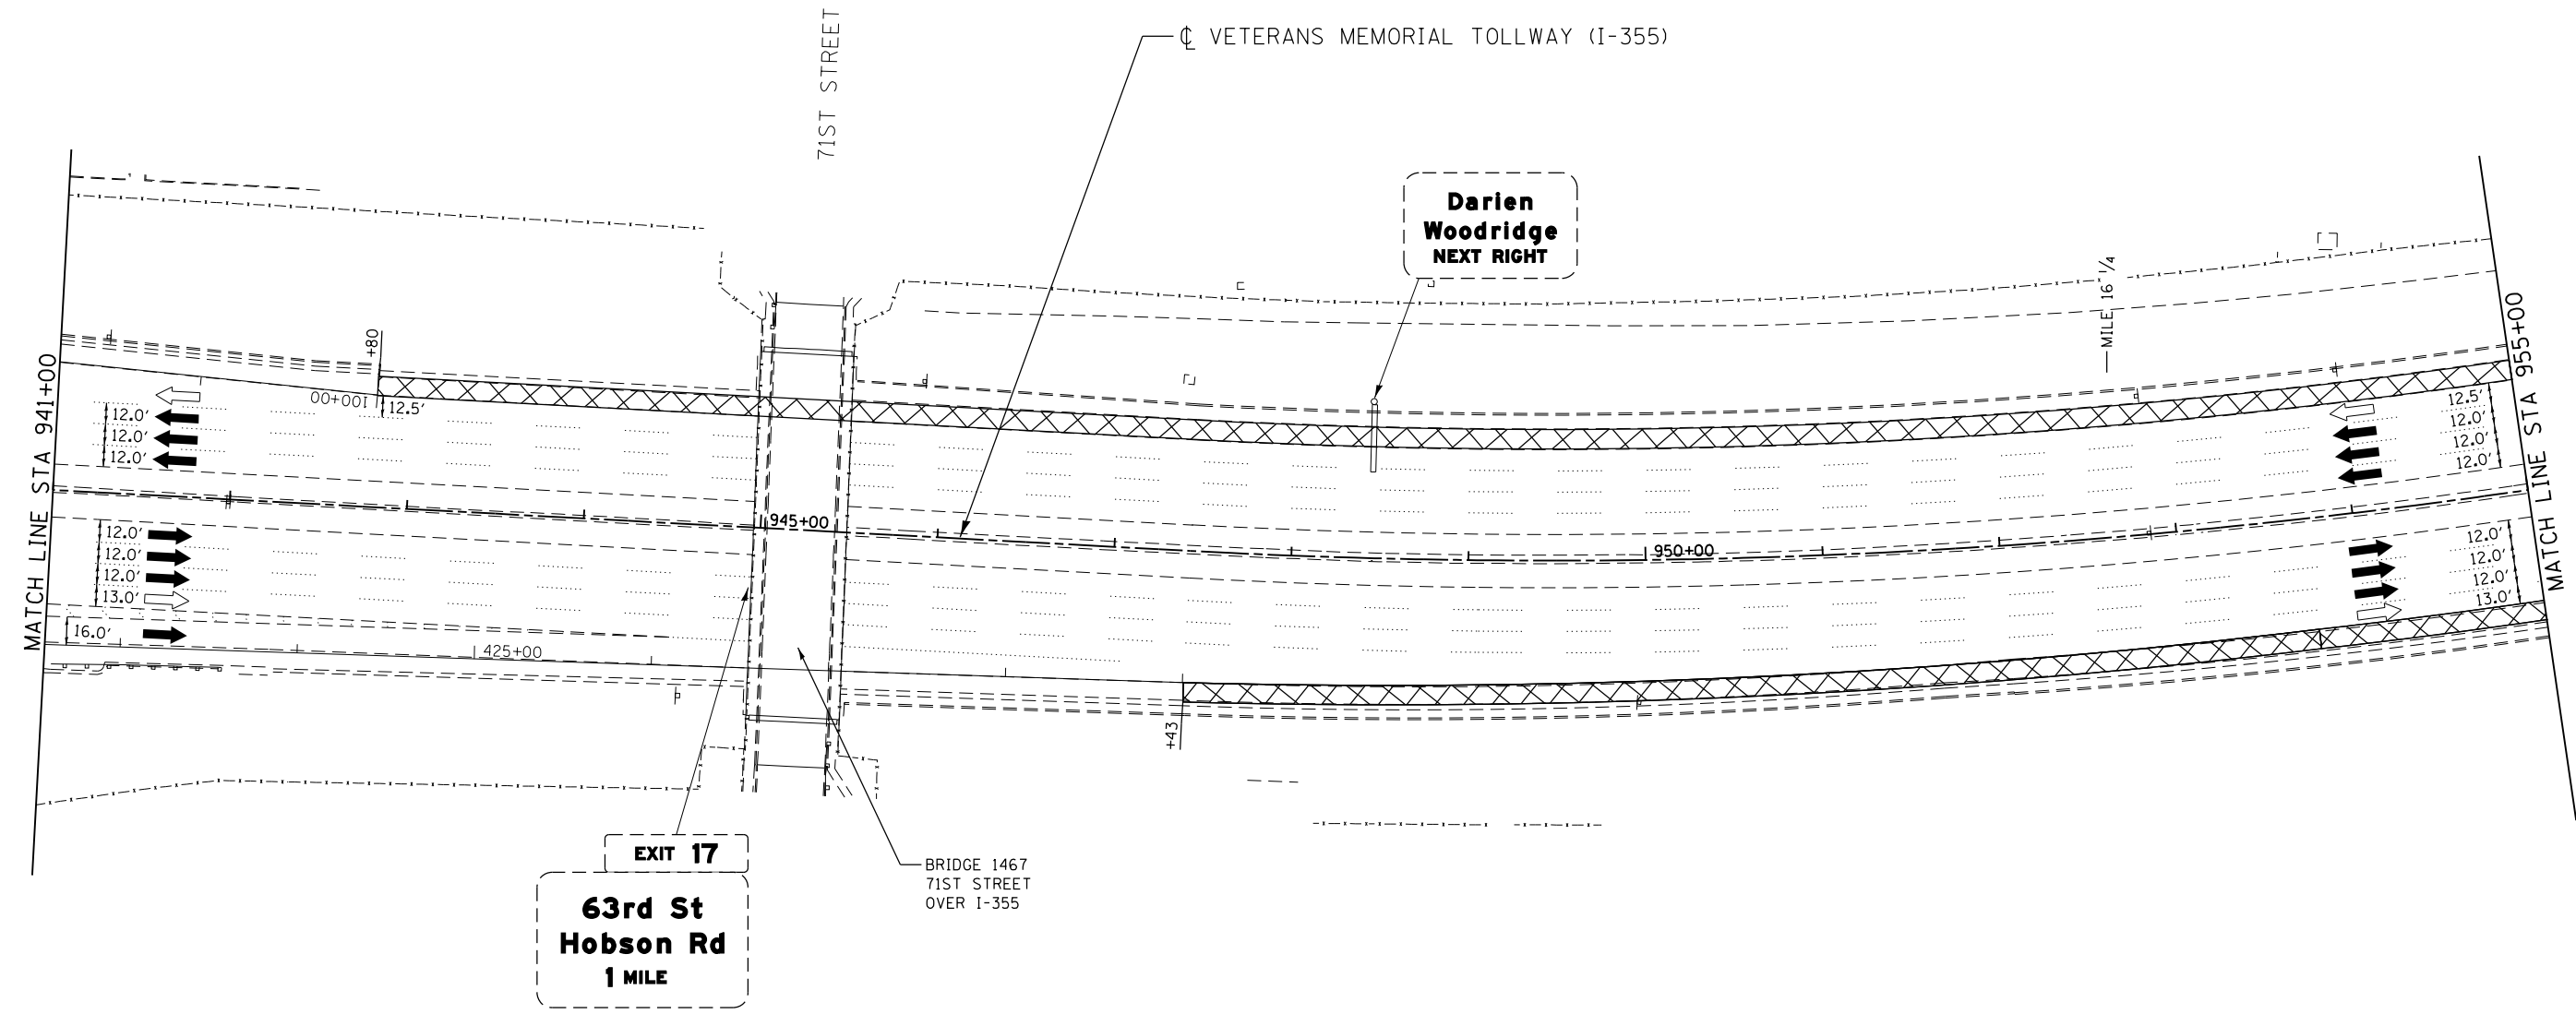 71ST STREET
℄ VETERANS MEMORIAL TOLLWAY (I-355)
Darien
Woodridge
NEXT RIGHT
MILE 16 1/4
MATCH LINE STA 941+00
MATCH LINE STA 955+00
+80
100+00
12.5'
12.0'
12.0'
12.0'
12.5'
12.0'
12.0'
12.0'
945+00
950+00
12.0'
12.0'
12.0'
13.0'
16.0'
12.0'
12.0'
12.0'
13.0'
425+00
+43
EXIT 17
63rd St
Hobson Rd
1 MILE
BRIDGE 1467
71ST STREET
OVER I-355